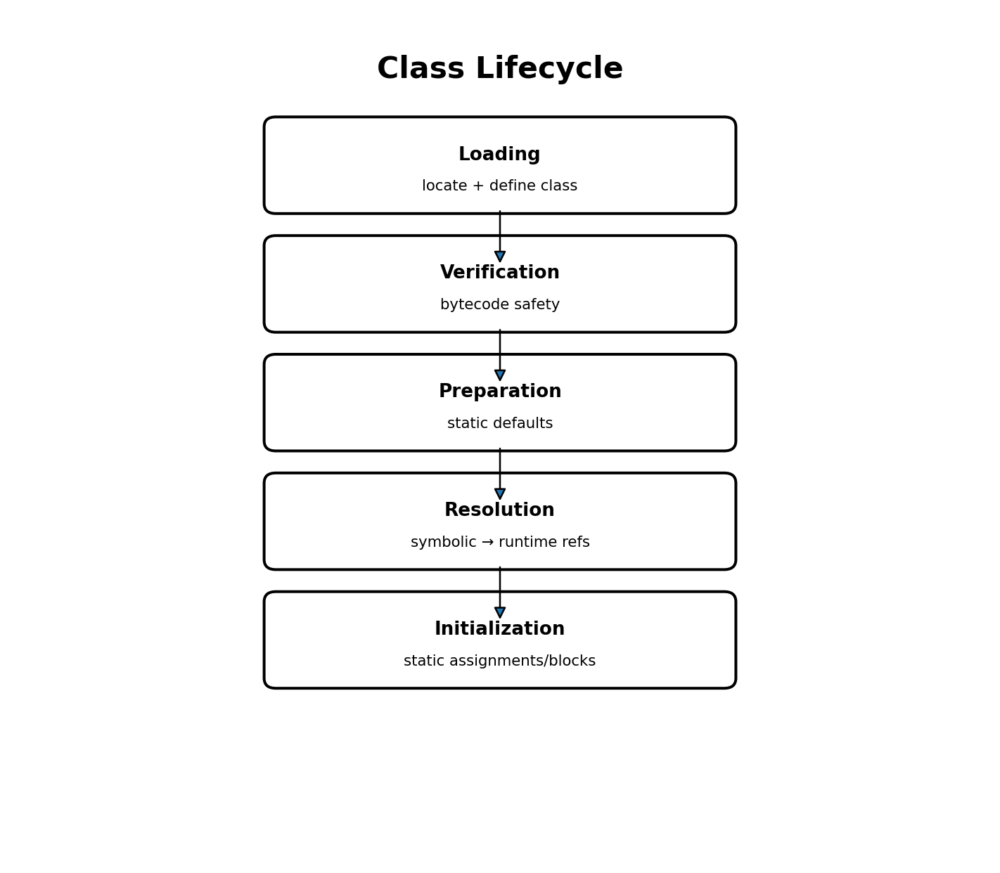 Class Lifecycle
Loading
locate + define class
Verification
bytecode safety
Preparation
static defaults
Resolution
symbolic → runtime refs
Initialization
static assignments/blocks